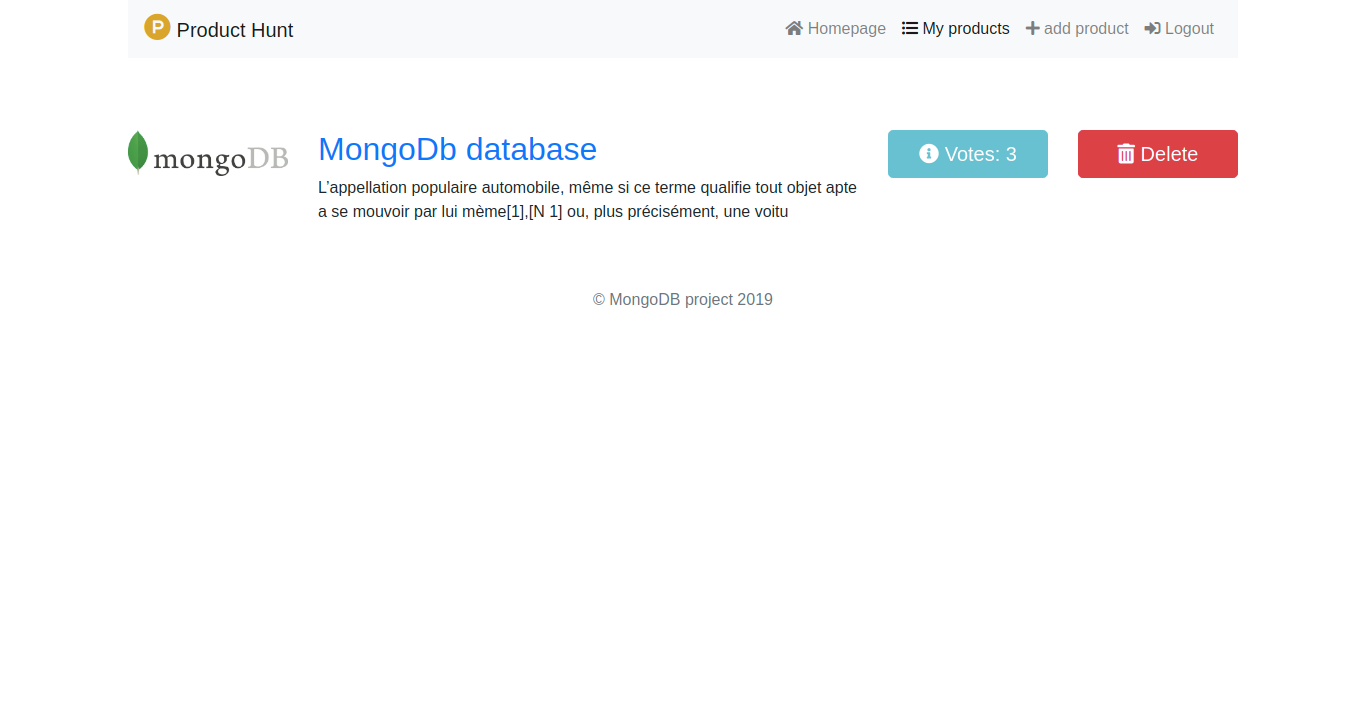 P Product Hunt
Homepage My products add product Logout
mongoDB
MongoDb database
L’appellation populaire automobile, même si ce terme qualifie tout objet apte
a se mouvoir par lui mème[1],[N 1] ou, plus précisément, une voitu
Votes: 3
Delete
© MongoDB project 2019